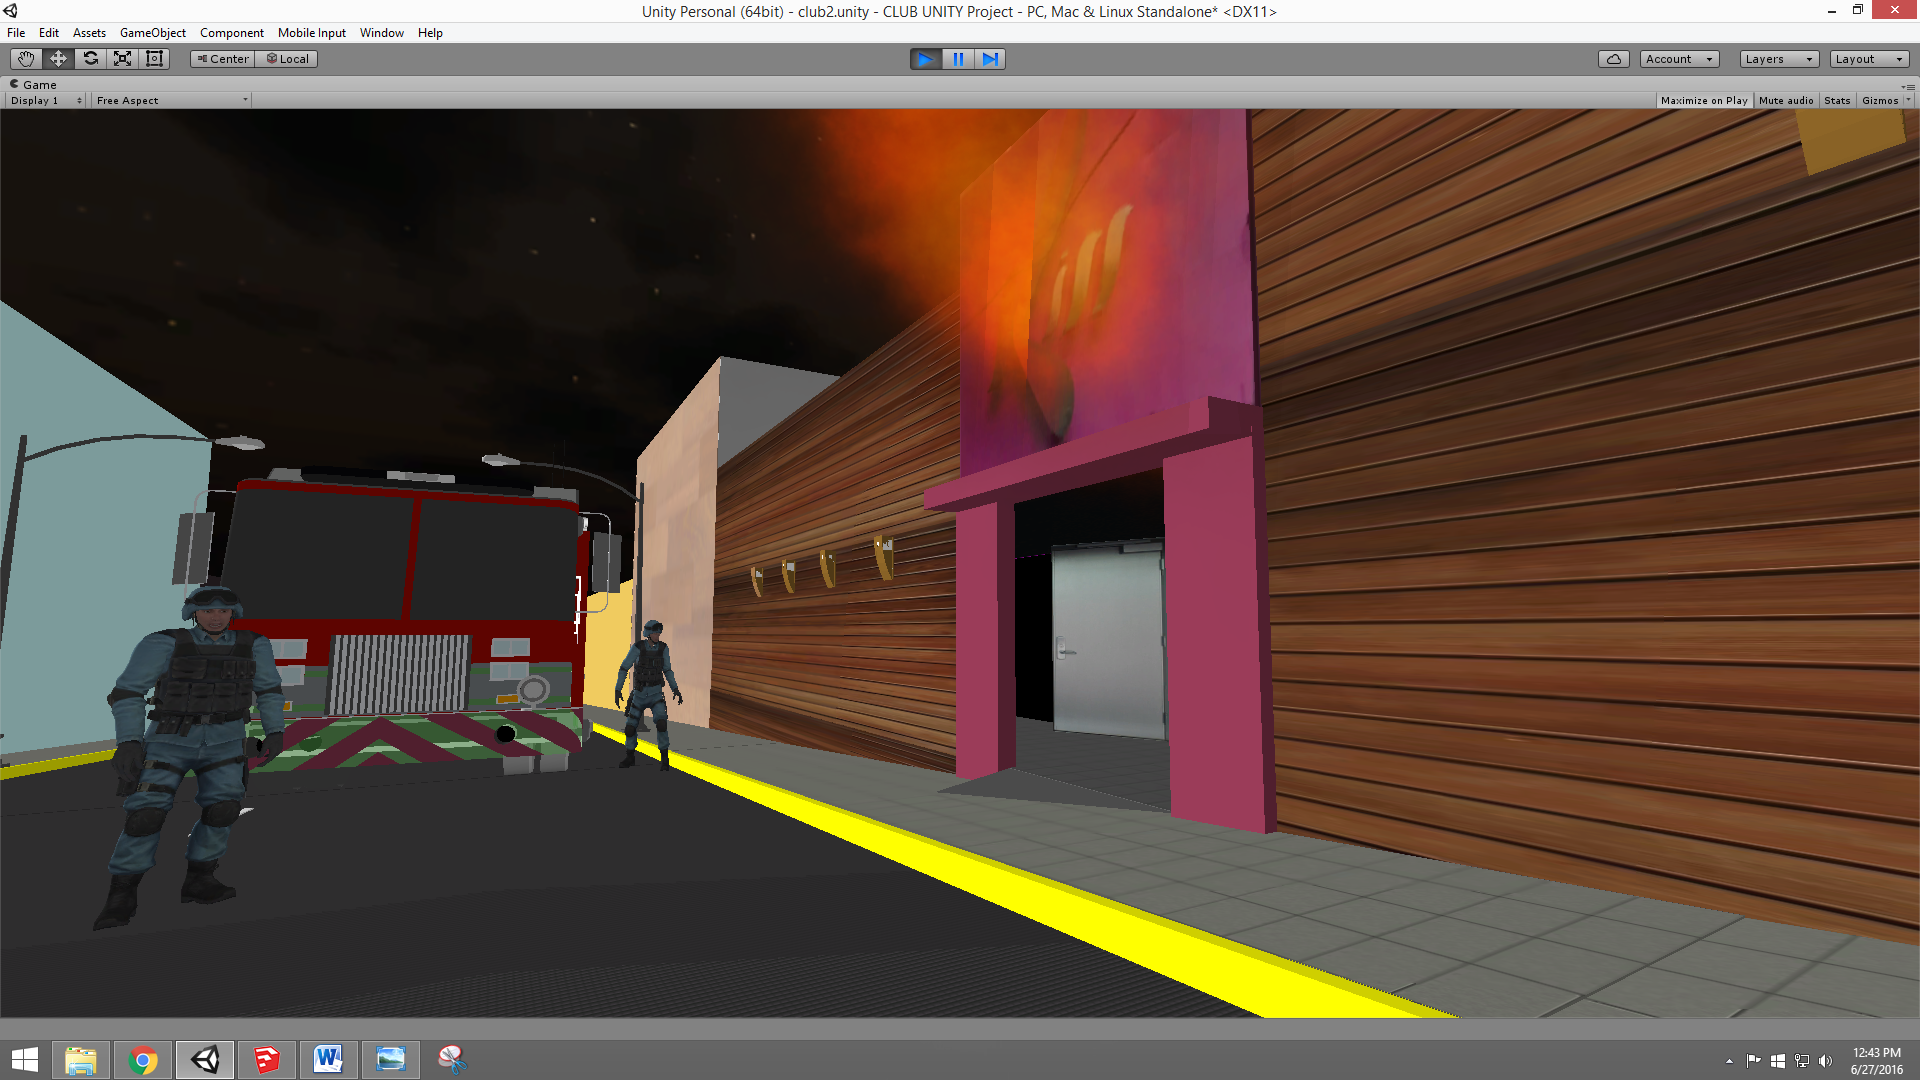 Unity Personal (64bit) - club2.unity - CLUB UNITY Project - PC, Mac & Linux Standalone* <DX11>
File Edit Assets GameObject Component Mobile Input Window Help
Center Local Account Layers Layout
Game
Display 1 Free Aspect Maximize on Play Mute audio Stats Gizmos
12:43 PM
6/27/2016